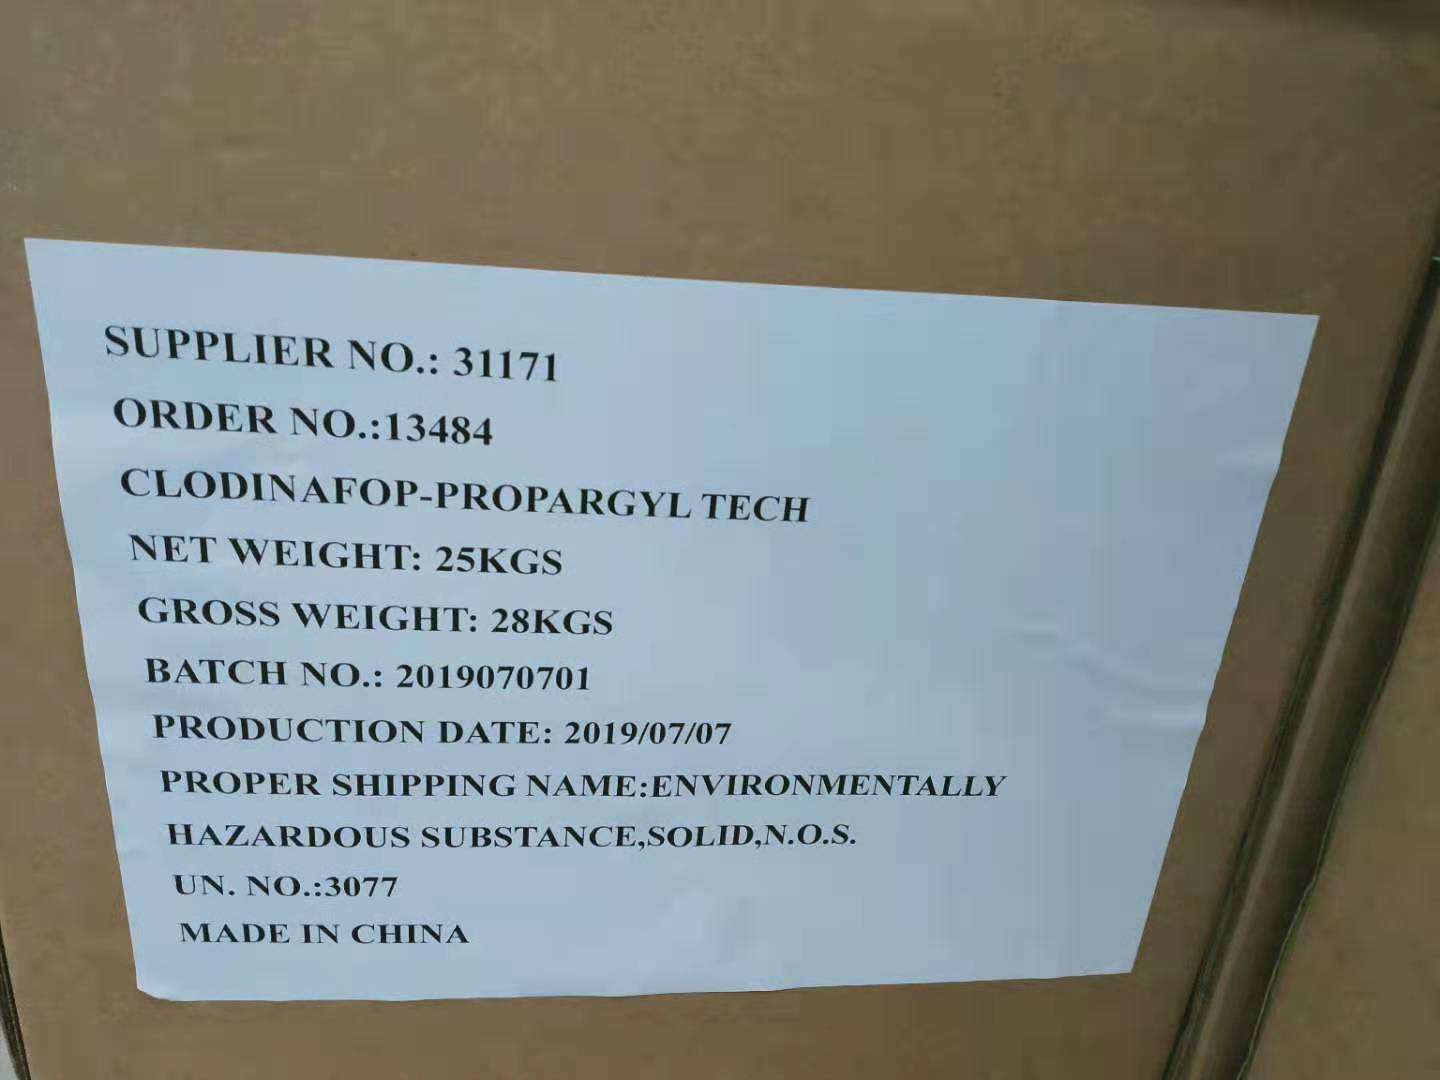 SUPPLIER NO.: 31171
ORDER NO.:13484
CLODINAFOP-PROPARGYL TECH
NET WEIGHT: 25KGS
GROSS WEIGHT: 28KGS
BATCH NO.: 2019070701
PRODUCTION DATE: 2019/07/07
PROPER SHIPPING NAME:ENVIRONMENTALLY
HAZARDOUS SUBSTANCE,SOLID,N.O.S.
UN. NO.:3077
MADE IN CHINA